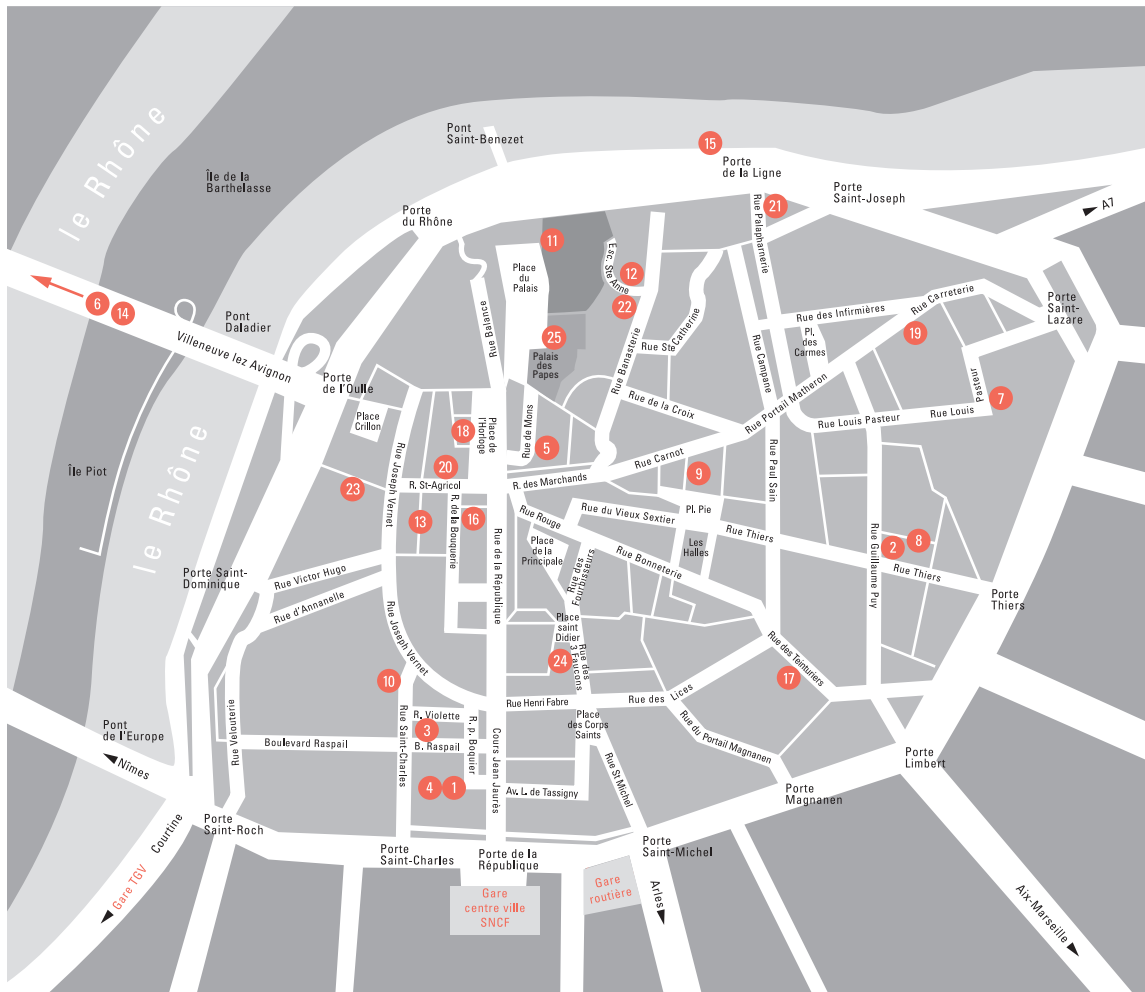 Pont
Saint-Benezet
15
Porte
de la Ligne
Porte
Saint-Joseph
A7
le Rhône
Île de la
Barthelasse
Porte
du Rhône
Rue Palapharnerie
21
11
Place
du
Palais
Esc. Ste Anne
12
22
6
14
Pont
Daladier
Villeneuve lez Avignon
Rue Balance
25
Palais
des
Papes
Rue Banasterie
Rue Ste Catherine
Rue Campane
Rue des Infirmières
Pl.
des
Carmes
Rue Carreterie
19
Porte
Saint-Lazare
Porte
de l'Oulle
Place
Crillon
Rue de la Croix
Rue Portail Matheron
Rue Louis Pasteur
Rue Louis
Pasteur
7
18
Place de
l'Horloge
Rue de Mons
5
Rue Joseph Vernet
Île Piot
le Rhône
20
23
R. St-Agricol
R. des Marchands
Rue Carnot
9
Rue Paul Sain
13
R. de la Bouquerie
16
Rue Rouge
Rue du Vieux Sextier
Pl. Pie
Rue Thiers
Les
Halles
Place
de la
Principale
Rue des
Fourbisseurs
Rue Bonneterie
Rue de la République
Rue Guillaume Puy
2
8
Rue Thiers
Porte
Thiers
Porte Saint-
Dominique
Rue Victor Hugo
Rue d'Annanelle
Rue Joseph Vernet
Place
saint
Didier
24
Rue des
3 Faucons
Rue des Teinturiers
17
10
Rue Henri Fabre
Rue des Lices
R. Violette
3
Rue Saint-Charles
R. p. Boquier
Cours Jean Jaurès
Place
des Corps
Saints
Rue du Portail Magnanen
Rue Velouterie
Boulevard Raspail
B. Raspail
Pont
de l'Europe
Nîmes
4
1
Av. L. de Tassigny
Rue St Michel
Porte
Magnanen
Porte
Limbert
Porte
Saint-Roch
Courtine
Gare TGV
Porte
Saint-Charles
Porte de la
République
Porte
Saint-Michel
Gare
centre ville
SNCF
Gare
routière
Arles
Aix-Marseille